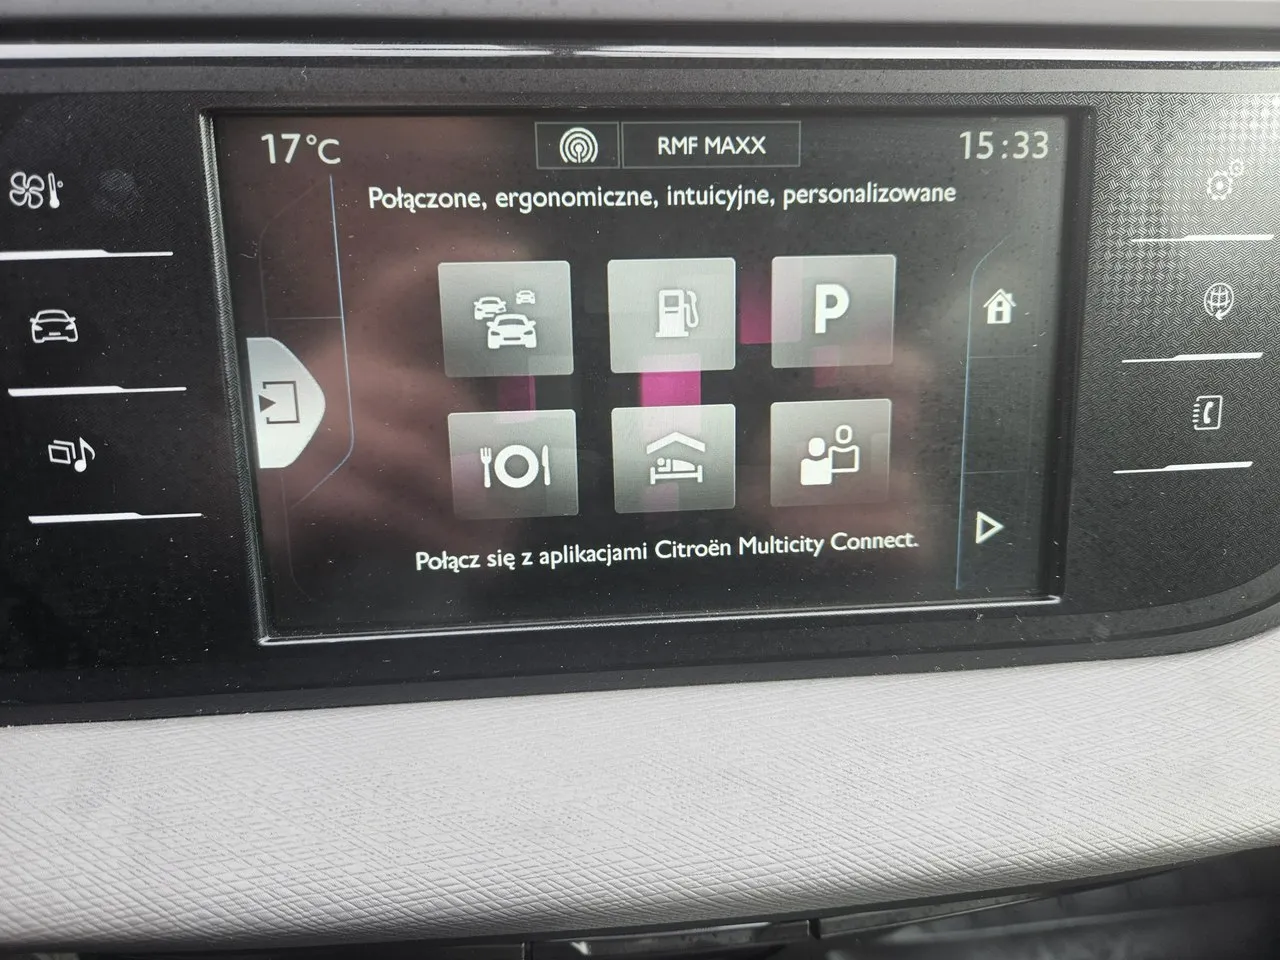 17°C
RMF MAXX
15:33
Połączone, ergonomiczne, intuicyjne, personalizowane
P
Połącz się z aplikacjami Citroën Multicity Connect.